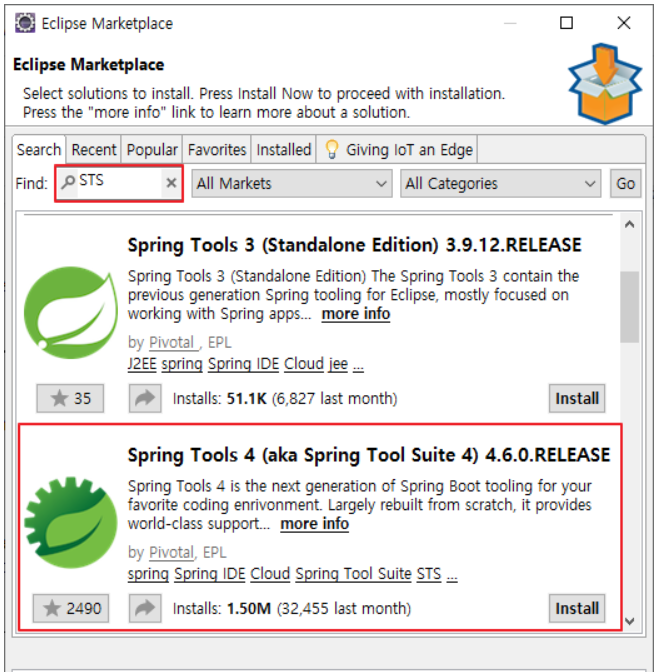 Eclipse Marketplace
Eclipse Marketplace
Select solutions to install. Press Install Now to proceed with installation.
Press the "more info" link to learn more about a solution.
Search Recent Popular Favorites Installed Giving IoT an Edge
Find: STS All Markets All Categories Go
Spring Tools 3 (Standalone Edition) 3.9.12.RELEASE
Spring Tools 3 (Standalone Edition) The Spring Tools 3 contain the
previous generation Spring tooling for Eclipse, mostly focused on
working with Spring apps... more info
by Pivotal , EPL
J2EE spring Spring IDE Cloud jee ...
35 Installs: 51.1K (6,827 last month) Install
Spring Tools 4 (aka Spring Tool Suite 4) 4.6.0.RELEASE
Spring Tools 4 is the next generation of Spring Boot tooling for your
favorite coding enrivonment. Largely rebuilt from scratch, it provides
world-class support... more info
by Pivotal, EPL
spring Spring IDE Cloud Spring Tool Suite STS ...
2490 Installs: 1.50M (32,455 last month) Install